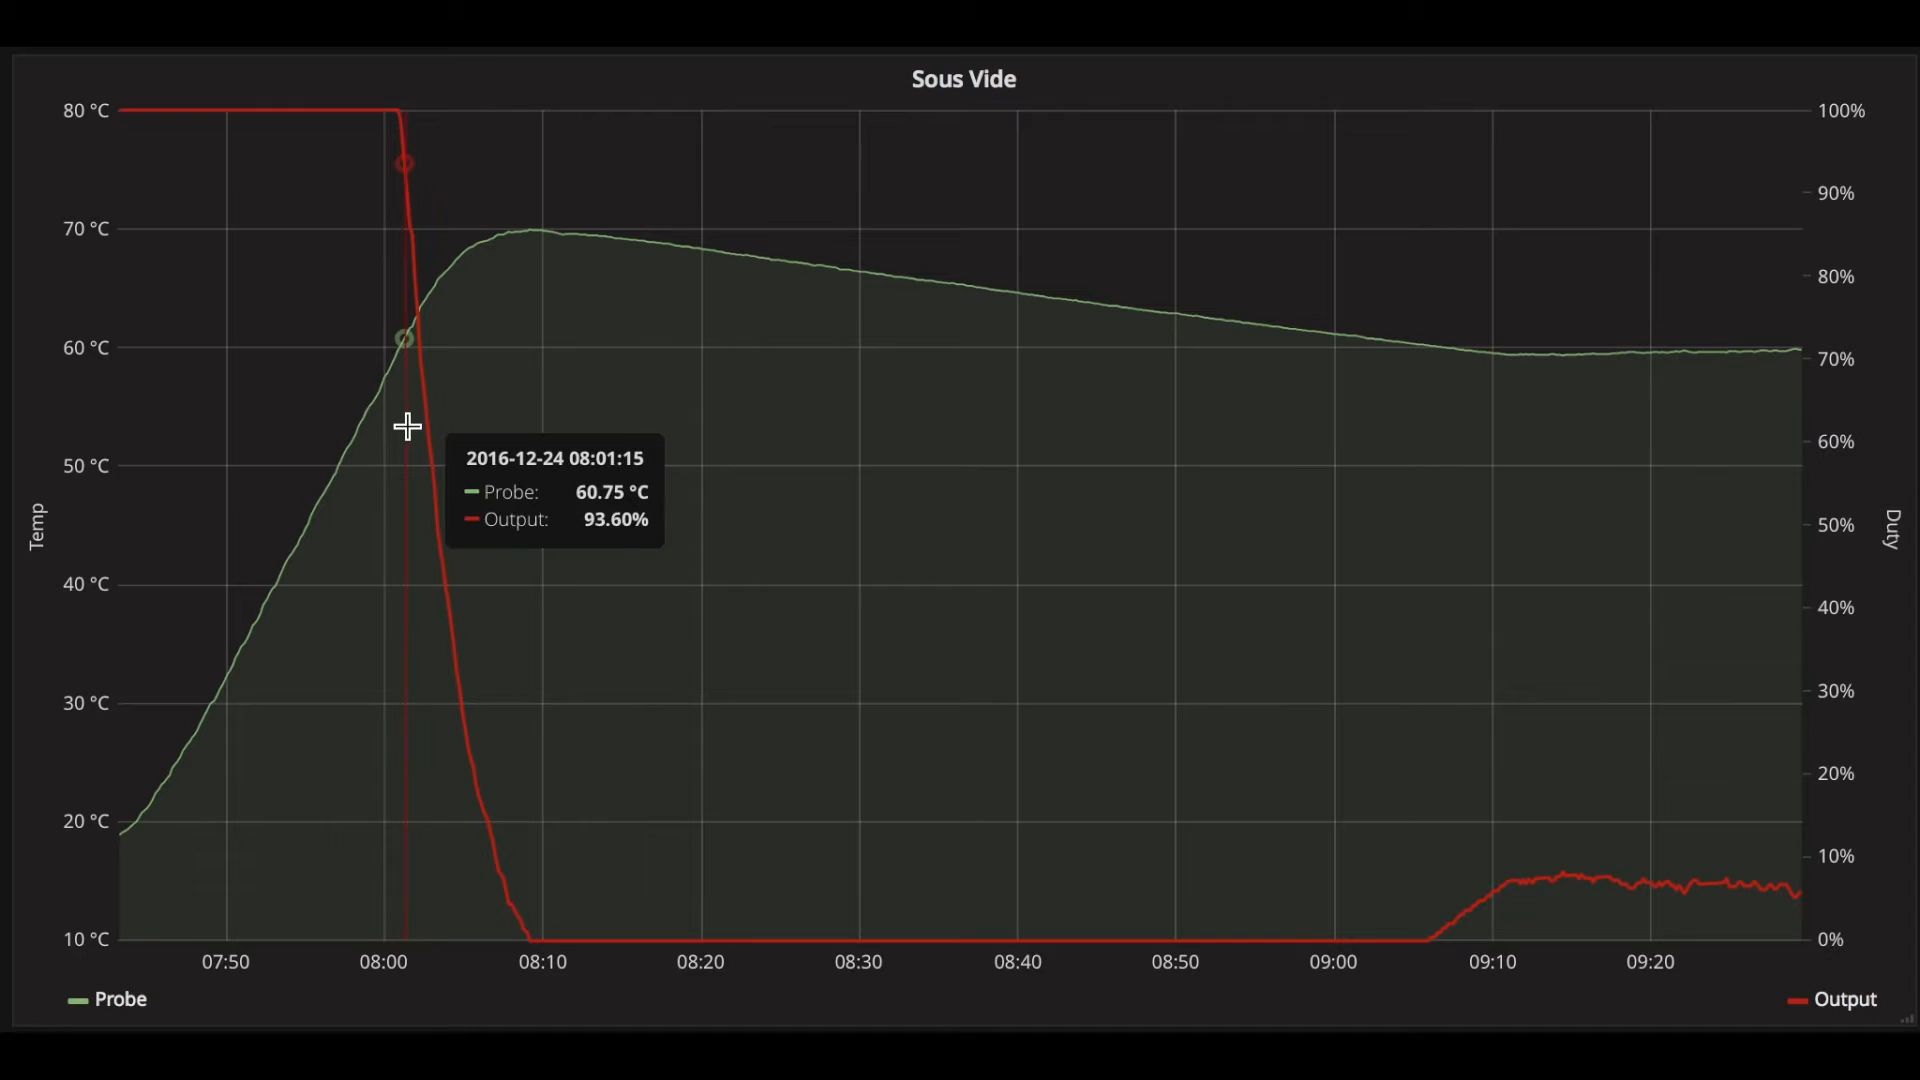 Sous Vide
80 °C
70 °C
60 °C
50 °C
40 °C
30 °C
20 °C
10 °C
Temp
100%
90%
80%
70%
60%
50%
40%
30%
20%
10%
0%
Duty
2016-12-24 08:01:15
Probe: 60.75 °C
Output: 93.60%
07:50 08:00 08:10 08:20 08:30 08:40 08:50 09:00 09:10 09:20
Probe
Output